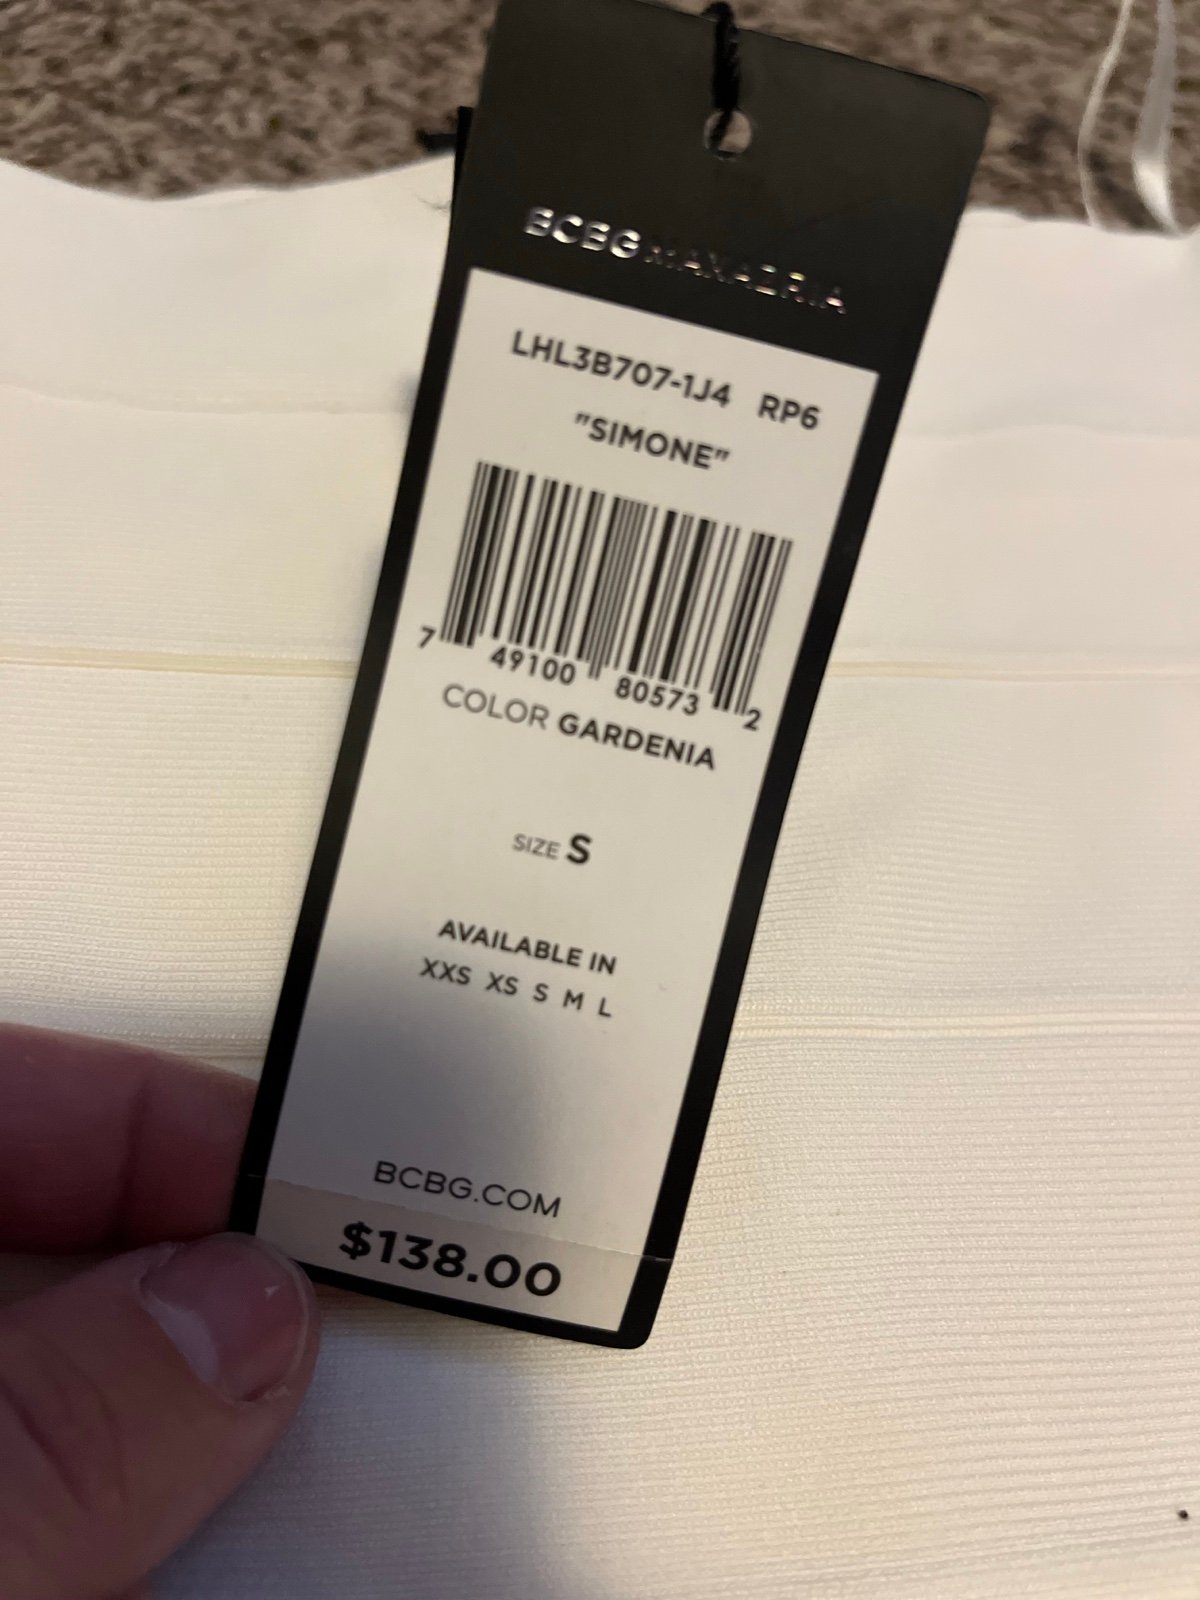 BCBGMAXAZRIA
LHL3B707-1J4 RP6
"SIMONE"
7 49100 80573 2
COLOR GARDENIA
SIZE S
AVAILABLE IN
XXS XS S M L
BCBG.COM
$138.00